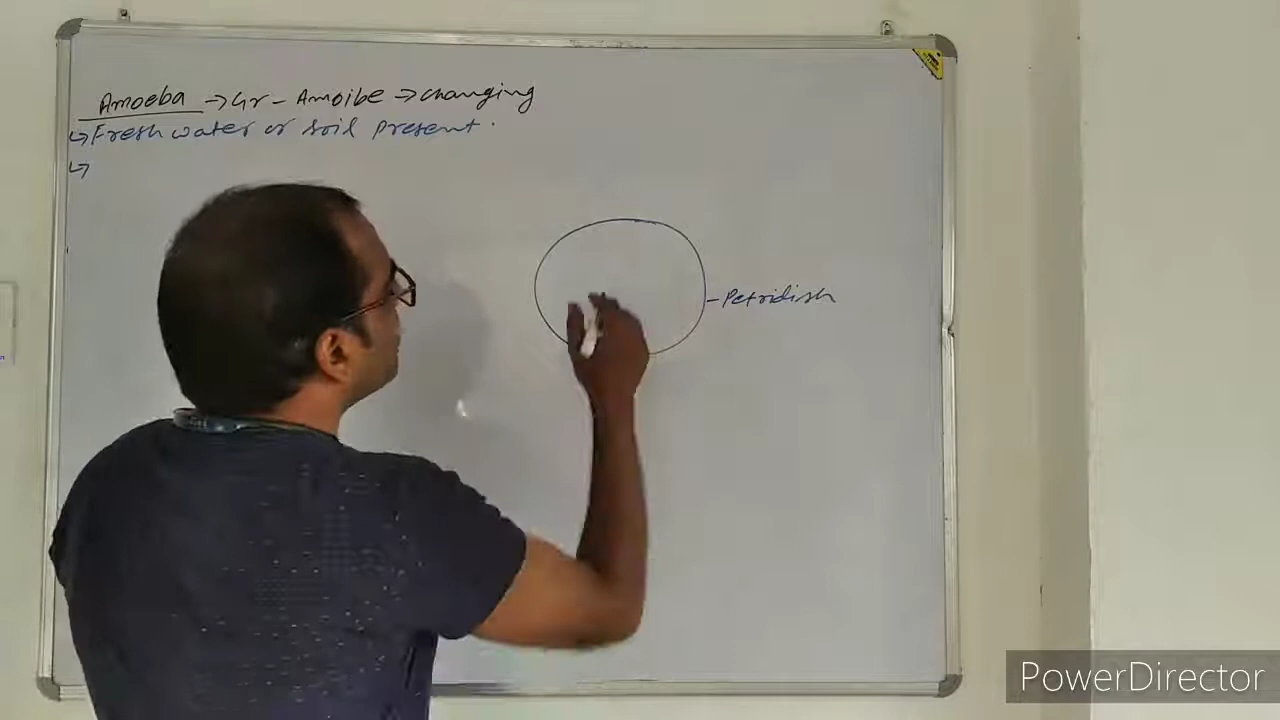 Amoeba → Gr - Amoibe → changing
↳ Fresh water or soil present.
↳
- Petridish
PowerDirector